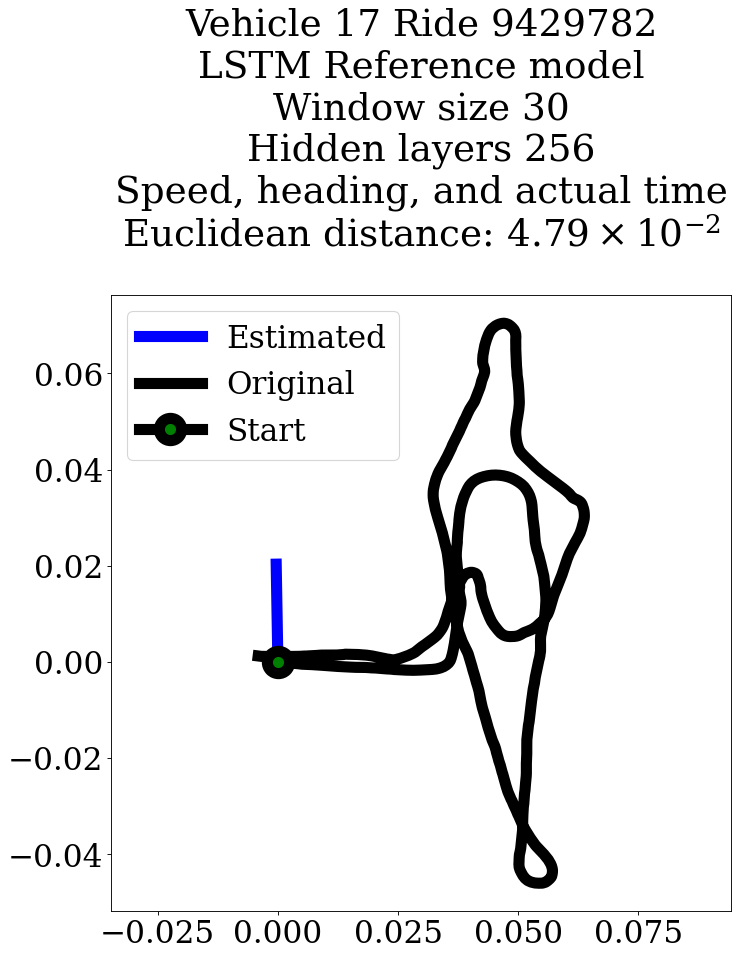 Vehicle 17 Ride 9429782
LSTM Reference model
Window size 30
Hidden layers 256
Speed, heading, and actual time
Euclidean distance: 4.79 × 10⁻²
Estimated
Original
Start
0.06
0.04
0.02
0.00
−0.02
−0.04
−0.025 0.000 0.025 0.050 0.075